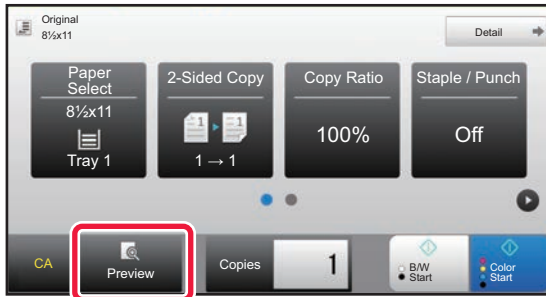 Original
8½x11
Detail
Paper
Select
8½x11
Tray 1
2-Sided Copy
1 → 1
Copy Ratio
100%
Staple / Punch
Off
CA
Preview
Copies
1
B/W
Start
Color
Start